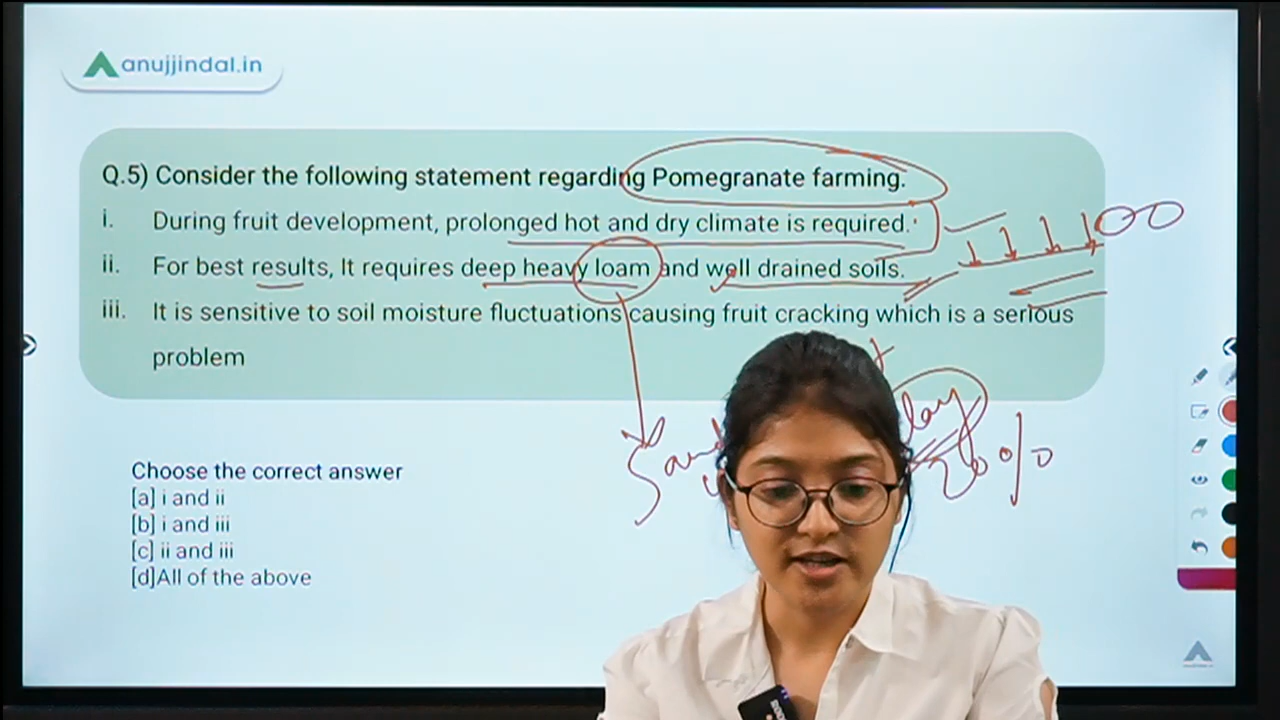 anujjindal.in
Q.5) Consider the following statement regarding Pomegranate farming.
i. During fruit development, prolonged hot and dry climate is required.
ii. For best results, It requires deep heavy loam and well drained soils.
iii. It is sensitive to soil moisture fluctuations causing fruit cracking which is a serious
problem
100
20%
Choose the correct answer
[a] i and ii
[b] i and iii
[c] ii and iii
[d]All of the above